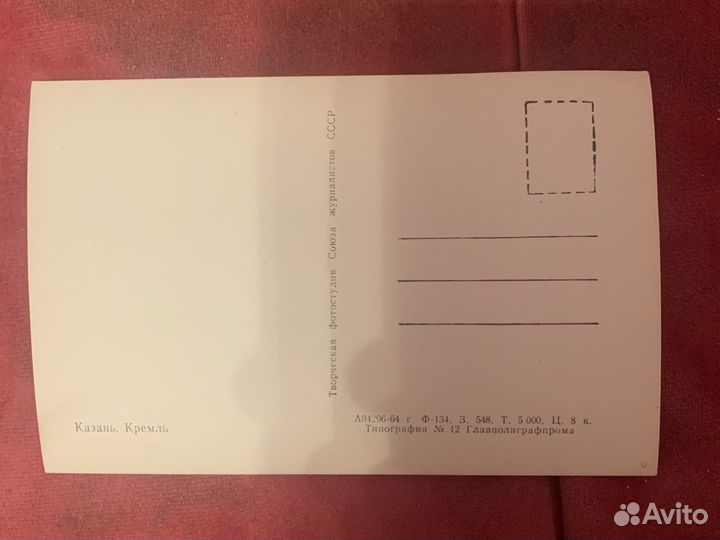 Казань. Кремль
Творческая фотостудия Союза журналистов СССР
А04296-64 г. Ф-134. З. 548. Т. 5 000. Ц. 8 к.
Типография № 12 Главполиграфпрома
Avito